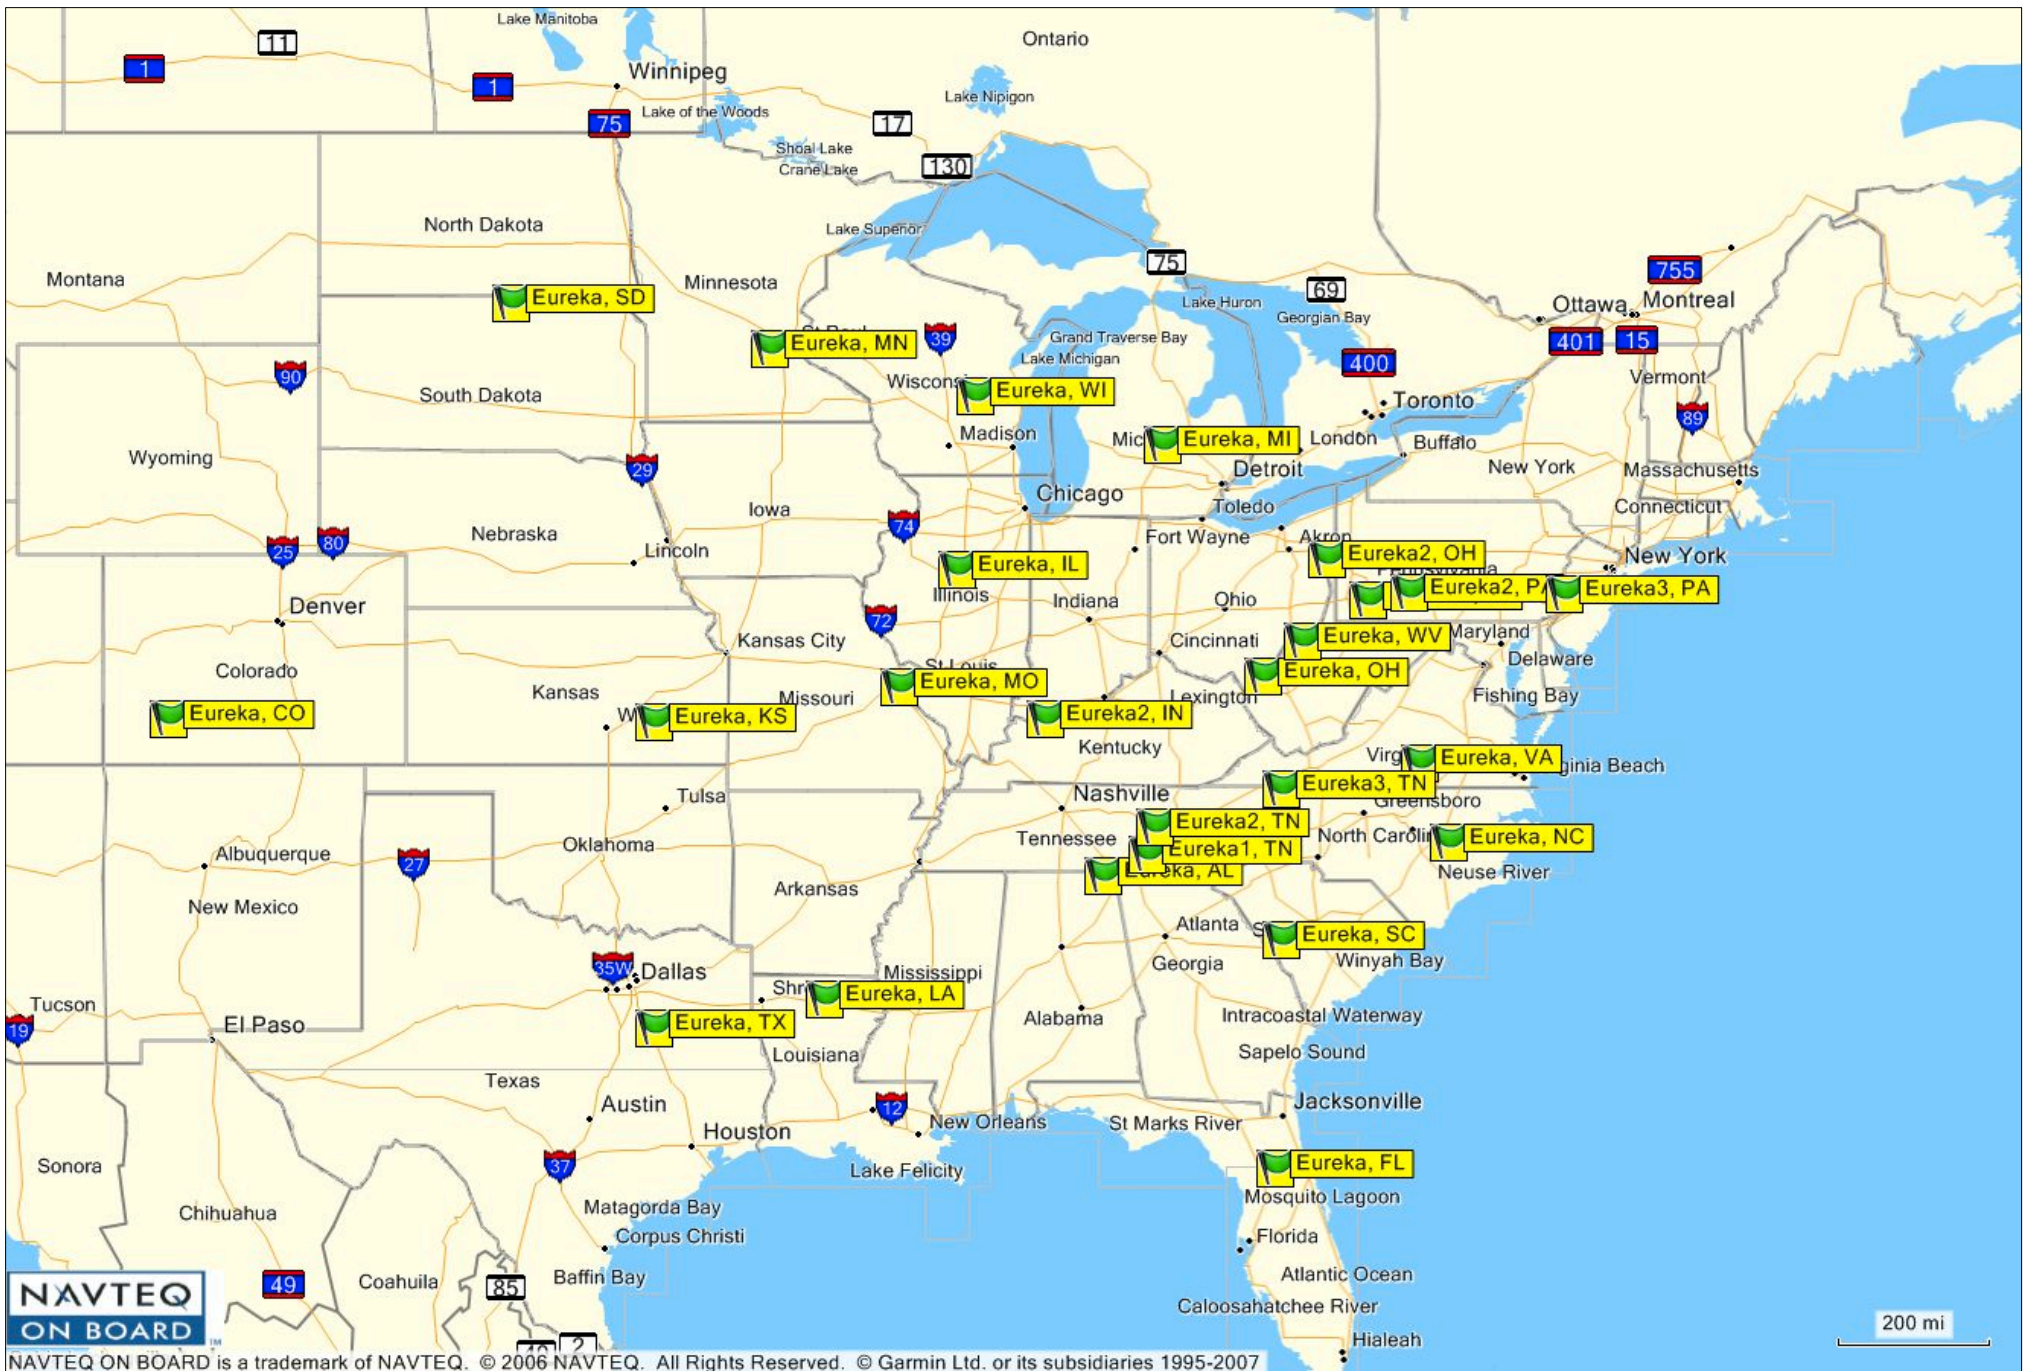 Lake Manitoba
Ontario
11
1
1
Winnipeg
Lake Nipigon
Lake of the Woods
75
17
Shoal Lake
Crane Lake
130
North Dakota
Lake Superior
Montana
Minnesota
75
69
755
Lake Huron
Georgian Bay
Ottawa
Montreal
Eureka, SD
Eureka, MN
39
Grand Traverse Bay
Lake Michigan
401
15
400
Vermont
90
South Dakota
Eureka, WI
Toronto
89
Madison
Eureka, MI
London
Buffalo
Wyoming
29
Detroit
New York
Massachusetts
Chicago
Toledo
Connecticut
Iowa
74
Nebraska
25
80
Lincoln
Fort Wayne
Akron
Eureka2, OH
New York
Pennsylvania
Eureka, IL
Illinois
Indiana
Ohio
Eureka2, PA
Eureka3, PA
Denver
72
Kansas City
Cincinnati
Eureka, WV
Maryland
Delaware
Colorado
St Louis
Eureka, MO
Eureka, OH
Kansas
Missouri
Lexington
Fishing Bay
Eureka, CO
Eureka, KS
Eureka2, IN
Kentucky
Eureka, VA
ginia Beach
Eureka3, TN
Greensboro
Tulsa
Nashville
Eureka2, TN
Tennessee
North Carolin
Eureka, NC
Oklahoma
Albuquerque
27
Eureka1, TN
Eureka, AL
Neuse River
Arkansas
New Mexico
Atlanta
Eureka, SC
Winyah Bay
Georgia
35W
Dallas
Mississippi
Eureka, LA
Tucson
19
El Paso
Eureka, TX
Alabama
Intracoastal Waterway
Louisiana
Sapelo Sound
Texas
Austin
12
New Orleans
Jacksonville
St Marks River
Houston
37
Sonora
Lake Felicity
Eureka, FL
Mosquito Lagoon
Chihuahua
Matagorda Bay
Corpus Christi
Florida
49
Coahuila
85
Baffin Bay
Atlantic Ocean
Caloosahatchee River
2
Hialeah
200 mi
NAVTEQ
ON BOARD
NAVTEQ ON BOARD is a trademark of NAVTEQ. © 2006 NAVTEQ. All Rights Reserved. © Garmin Ltd. or its subsidiaries 1995-2007